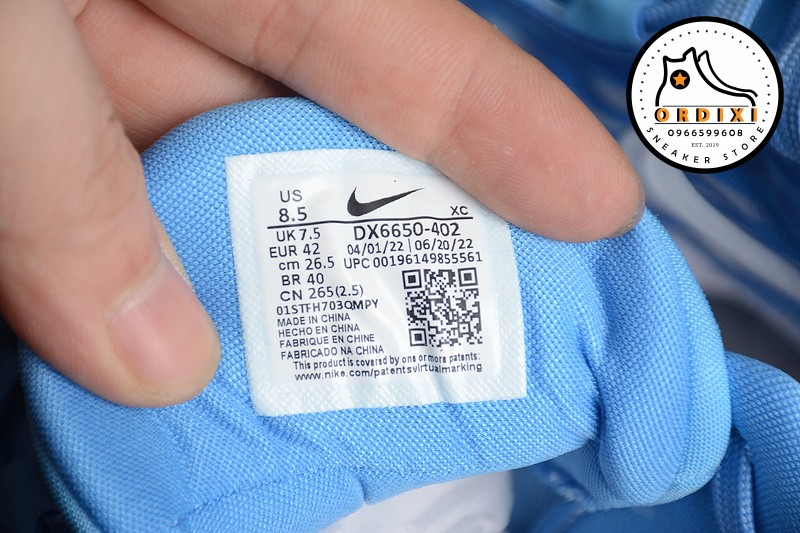 US
8.5
XC
UK 7.5
DX6650-402
EUR 42
04/01/22 | 06/20/22
cm 26.5
UPC 00196149855561
BR 40
CN 265(2.5)
01STFH703QMPY
MADE IN CHINA
HECHO EN CHINA
FABRIQUE EN CHINE
FABRICADO NA CHINA
This product is covered by one or more patents:
www.nike.com/patentsvirtualmarking
ORDIXI
0966599608
EST. 2019
SNEAKER STORE